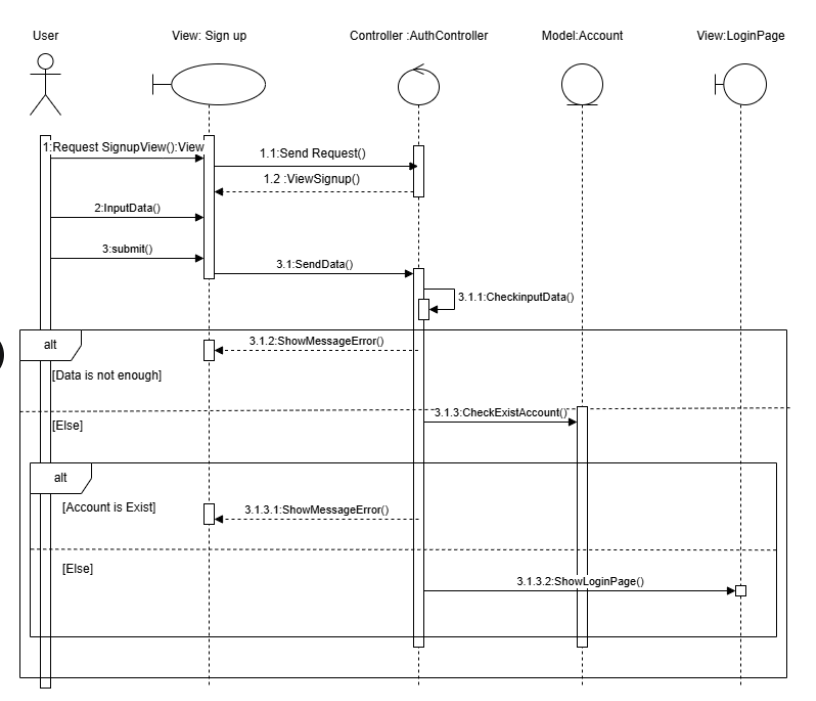 User
View: Sign up
Controller :AuthController
Model:Account
View:LoginPage
1:Request SignupView():View
1.1:Send Request()
1.2 :ViewSignup()
2:InputData()
3:submit()
3.1:SendData()
3.1.1:CheckinputData()
alt
3.1.2:ShowMessageError()
[Data is not enough]
3.1.3:CheckExistAccount()
[Else]
alt
[Account is Exist]
3.1.3.1:ShowMessageError()
[Else]
3.1.3.2:ShowLoginPage()